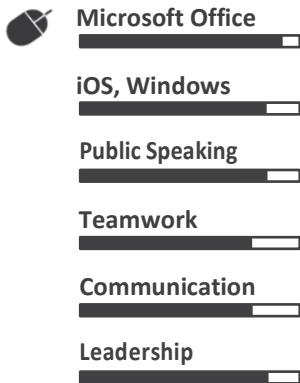 Microsoft Office
iOS, Windows
Public Speaking
Teamwork
Communication
Leadership